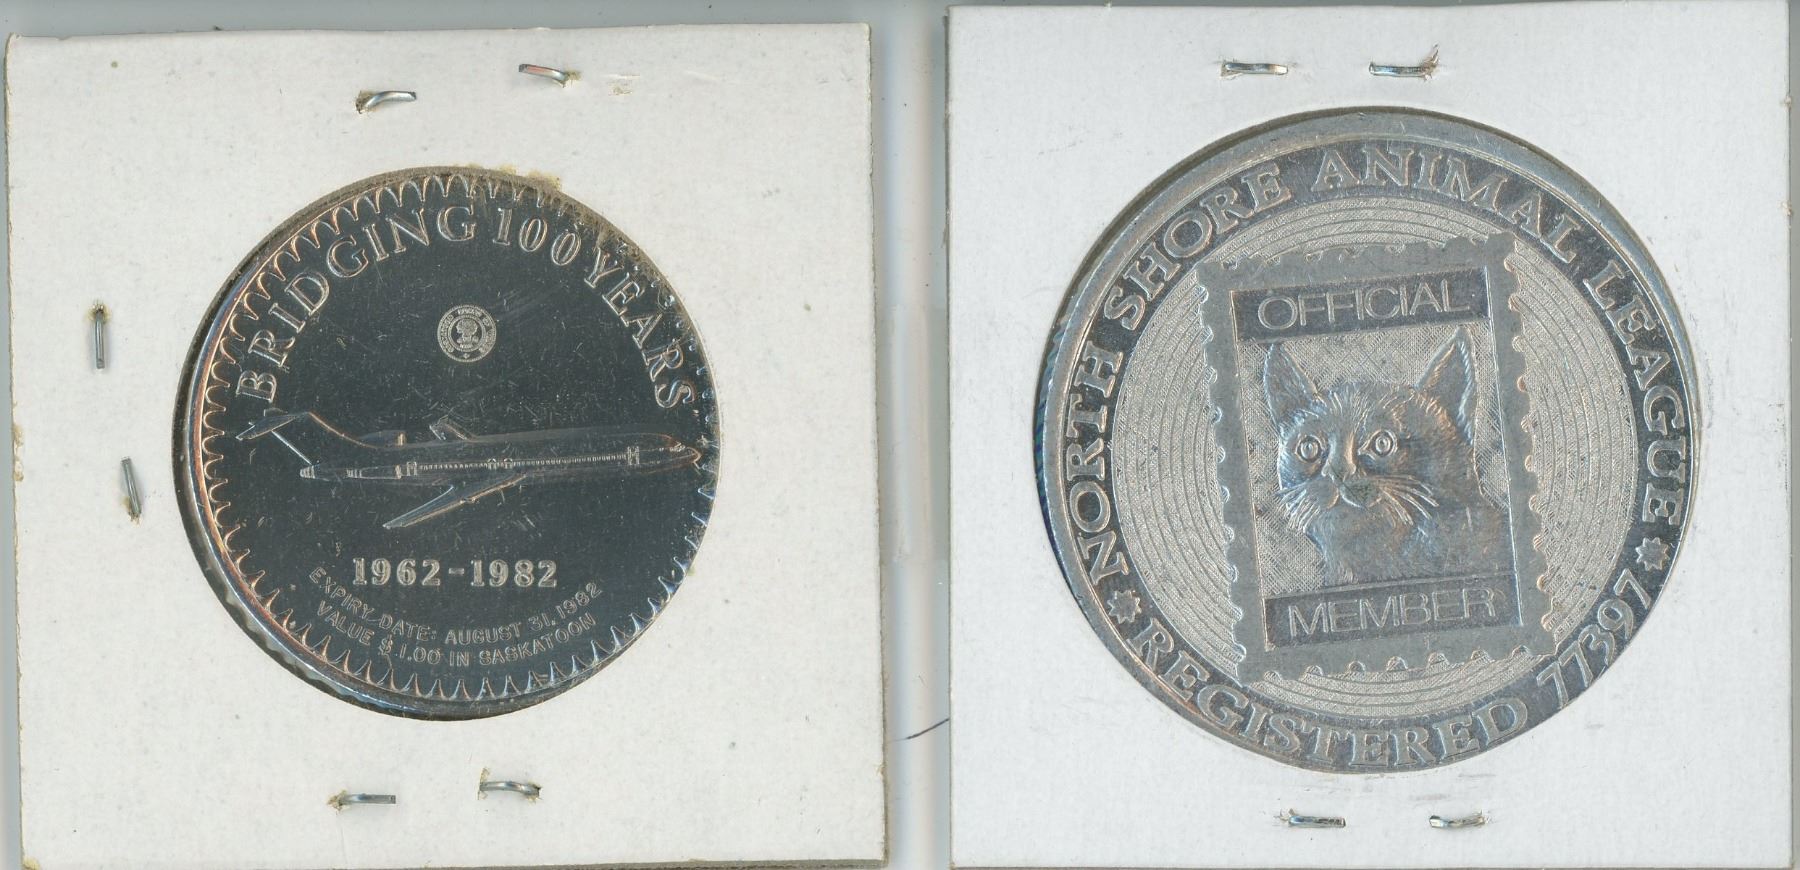 BRIDGING 100 YEARS
1962-1982
EXPIRY DATE: AUGUST 31, 1982
VALUE $1.00 IN SASKATOON
NORTH SHORE ANIMAL LEAGUE
OFFICIAL
MEMBER
REGISTERED 77397